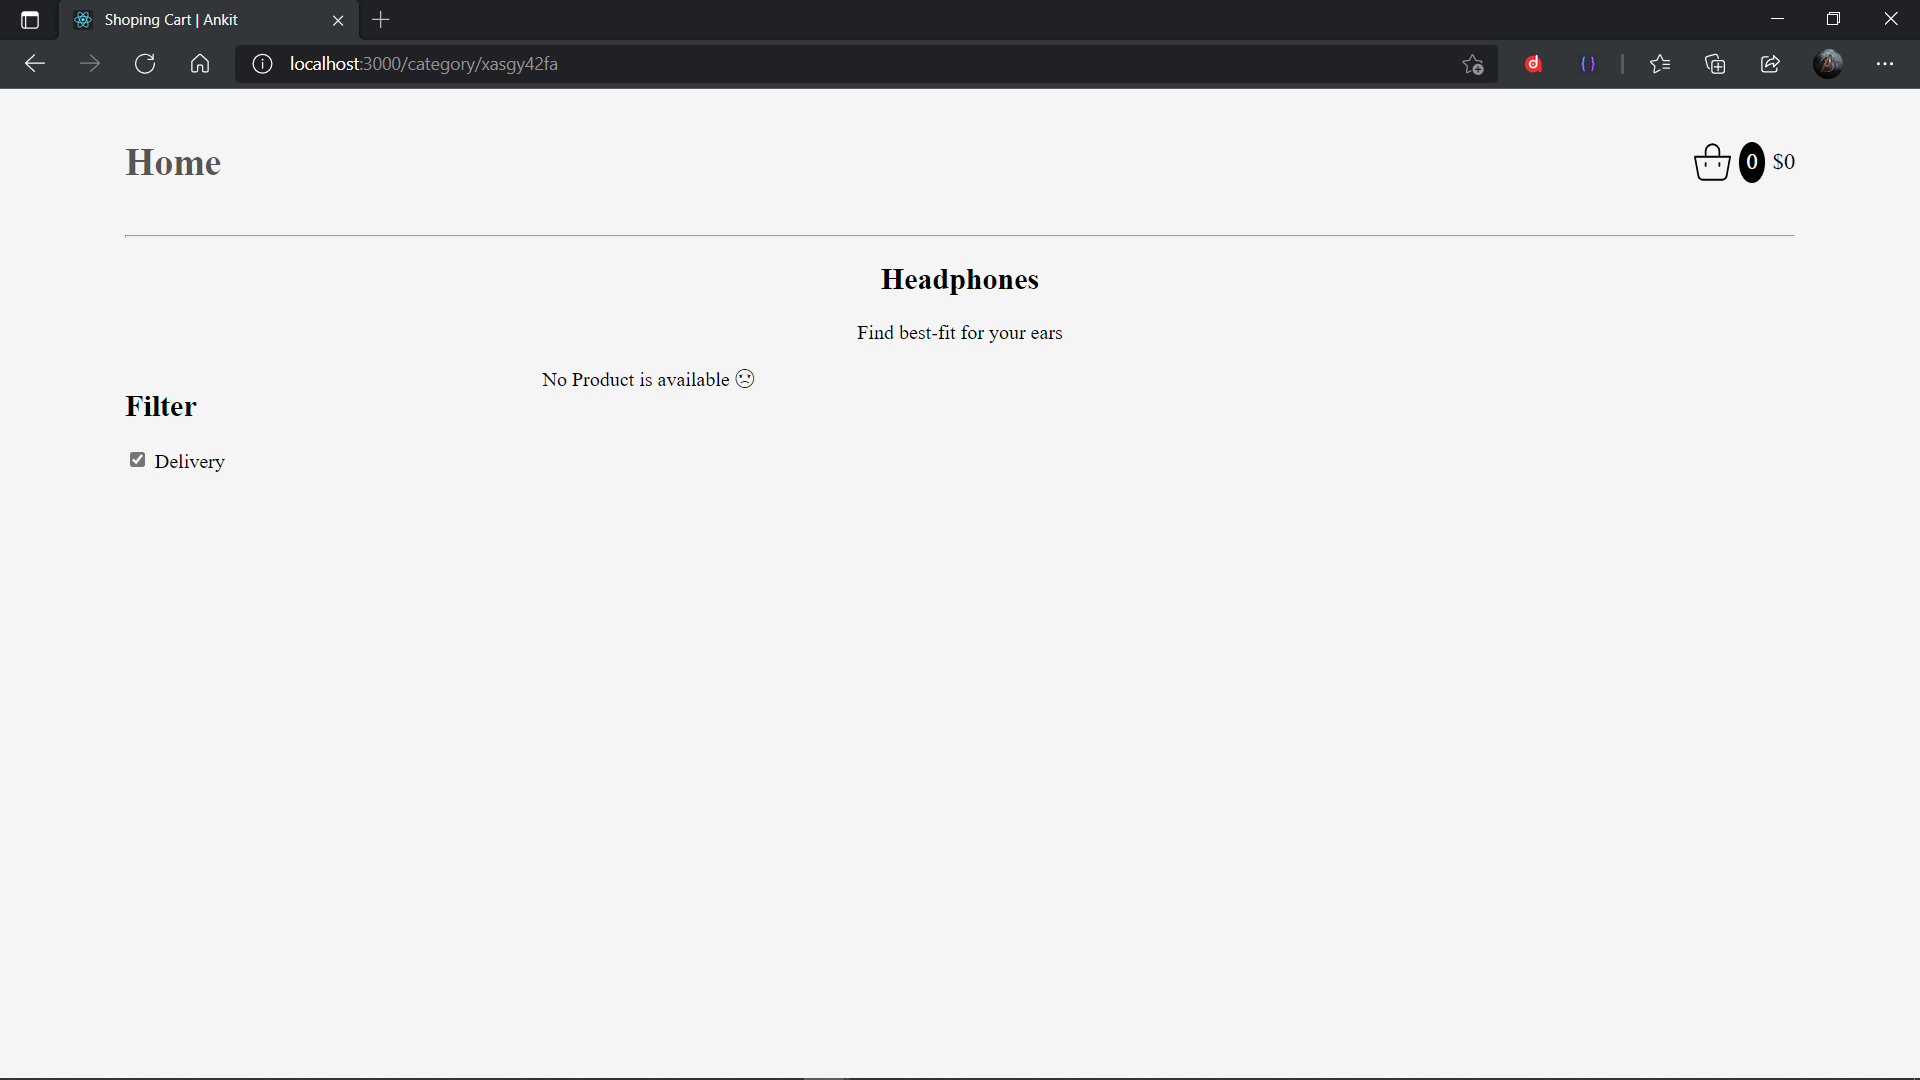 Shoping Cart | Ankit
localhost:3000/category/xasgy42fa
Home
0 $0
Headphones
Find best-fit for your ears
No Product is available ☹
Filter
Delivery